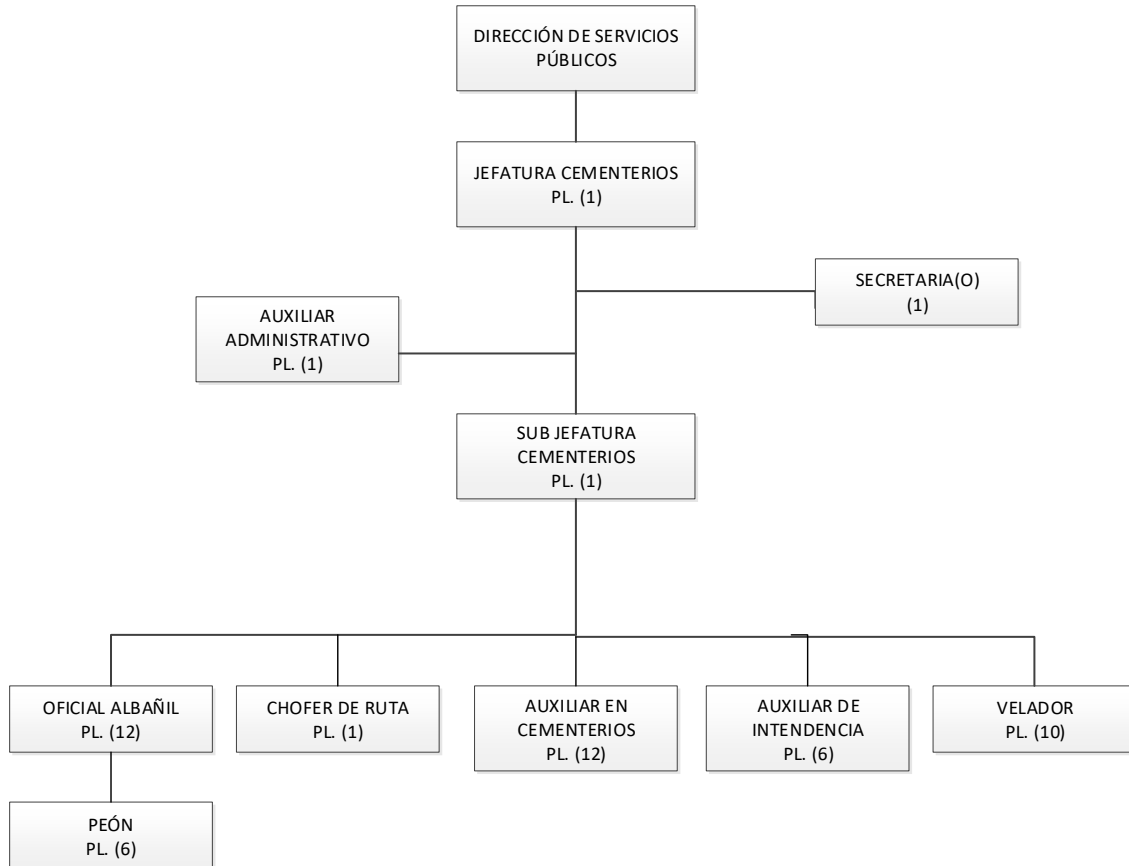 DIRECCIÓN DE SERVICIOS
PÚBLICOS
JEFATURA CEMENTERIOS
PL. (1)
SECRETARIA(O)
(1)
AUXILIAR
ADMINISTRATIVO
PL. (1)
SUB JEFATURA
CEMENTERIOS
PL. (1)
OFICIAL ALBAÑIL
PL. (12)
CHOFER DE RUTA
PL. (1)
AUXILIAR EN
CEMENTERIOS
PL. (12)
AUXILIAR DE
INTENDENCIA
PL. (6)
VELADOR
PL. (10)
PEÓN
PL. (6)